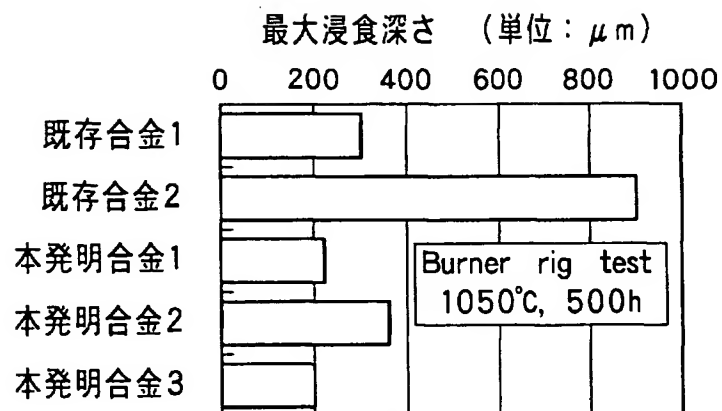 最大浸食深さ (単位：μm)
0 200 400 600 800 1000
既存合金1
既存合金2
本発明合金1
Burner rig test
1050℃, 500h
本発明合金2
本発明合金3